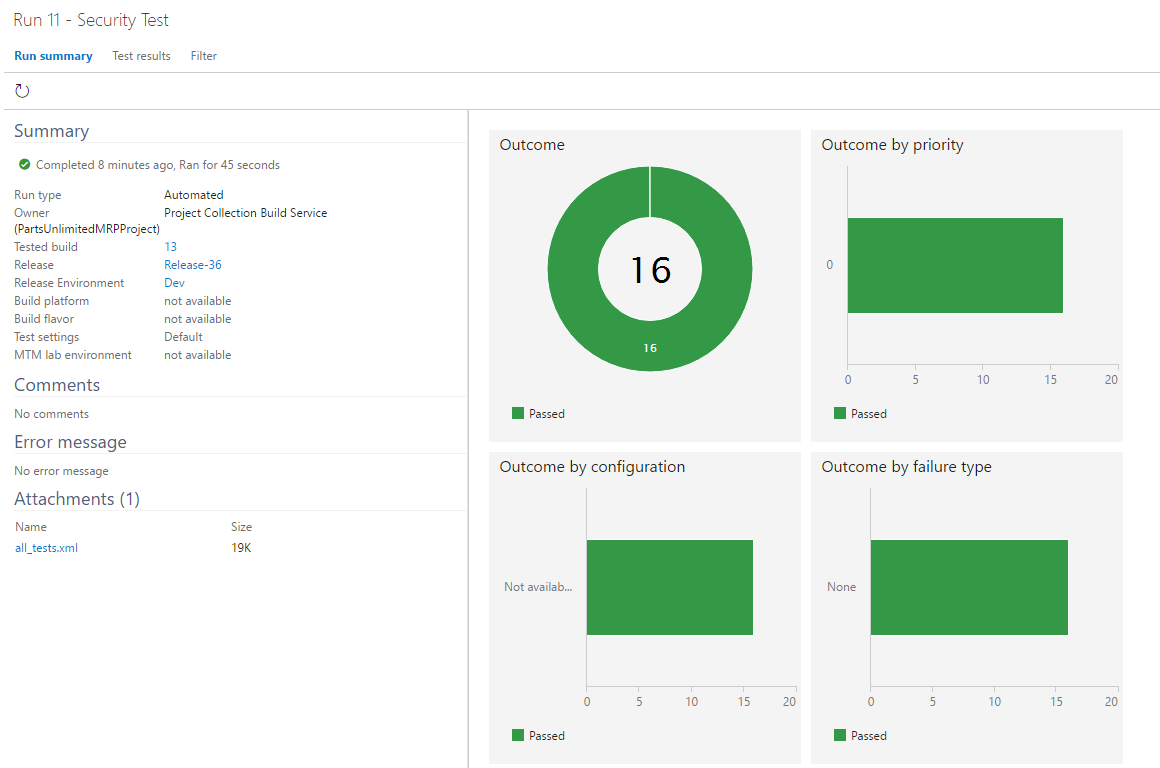 Run 11 - Security Test
Run summary Test results Filter
Summary
Completed 8 minutes ago, Ran for 45 seconds
Run type Automated
Owner Project Collection Build Service
(PartsUnlimitedMRPProject)
Tested build 13
Release Release-36
Release Environment Dev
Build platform not available
Build flavor not available
Test settings Default
MTM lab environment not available
Comments
No comments
Error message
No error message
Attachments (1)
Name Size
all_tests.xml 19K
Outcome
16
16
Passed
Outcome by priority
0
0 5 10 15 20
Passed
Outcome by configuration
Not availab...
0 5 10 15 20
Passed
Outcome by failure type
None
0 5 10 15 20
Passed